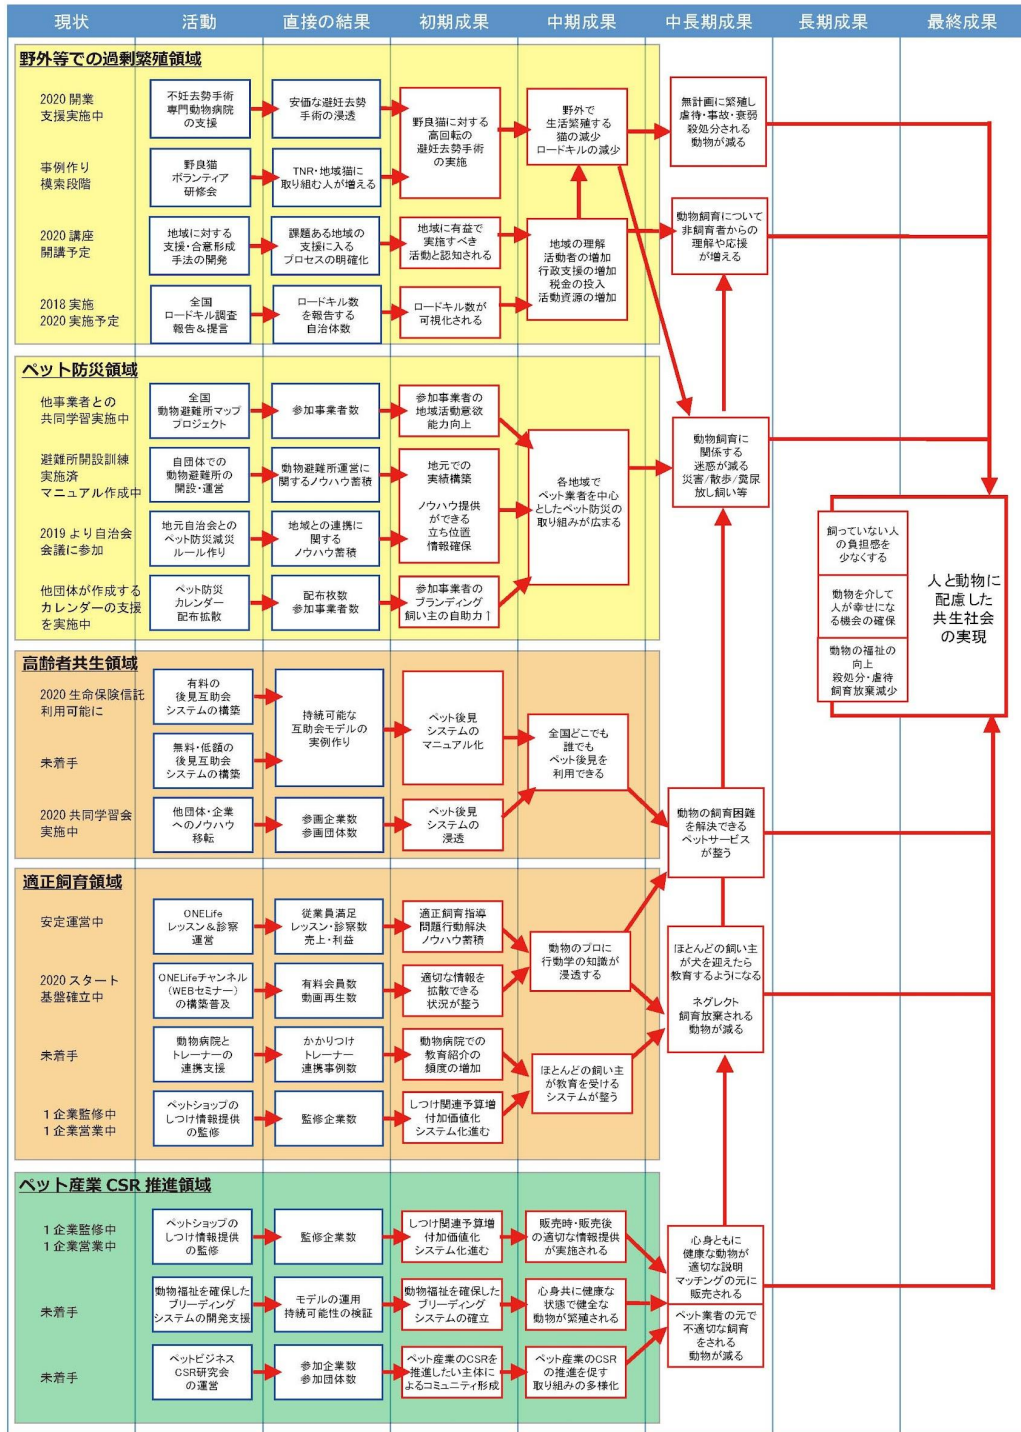 現状
活動
直接の結果
初期成果
中期成果
中長期成果
長期成果
最終成果
野外等での過剰繁殖領域
2020 開業
支援実施中
不妊去勢手術
専門動物病院
の支援
安価な避妊去勢
手術の浸透
野良猫に対する
高回転の
避妊去勢手術
の実施
野外で
生活繁殖する
猫の減少
ロードキルの減少
無計画に繁殖し
虐待・事故・衰弱
殺処分される
動物が減る
事例作り
模索段階
野良猫
ボランティア
研修会
TNR・地域猫に
取り組む人が増える
2020 講座
開講予定
地域に対する
支援・合意形成
手法の開発
課題ある地域の
支援に入る
プロセスの明確化
地域に有益で
実施すべき
活動と認知される
地域の理解
活動者の増加
行政支援の増加
税金の投入
活動資源の増加
動物飼育について
非飼育者からの
理解や応援
が増える
2018 実施
2020 実施予定
全国
ロードキル調査
報告＆提言
ロードキル数
を報告する
自治体数
ロードキル数が
可視化される
ペット防災領域
他事業者との
共同学習実施中
全国
動物避難所マップ
プロジェクト
参加事業者数
参加事業者の
地域活動意欲
能力向上
各地域で
ペット業者を中心
としたペット防災の
取り組みが広まる
動物飼育に
関係する
迷惑が減る
災害/散歩/糞尿
放し飼い等
避難所開設訓練
実施済
マニュアル作成中
自団体での
動物避難所の
開設・運営
動物避難所運営に
関するノウハウ蓄積
地元での
実績構築
ノウハウ提供
ができる
立ち位置
情報確保
2019 より自治会
会議に参加
地元自治会との
ペット防災減災
ルール作り
地域との連携に
関する
ノウハウ蓄積
他団体が作成する
カレンダーの支援
を実施中
ペット防災
カレンダー
配布拡散
配布枚数
参加事業者数
参加事業者の
ブランディング
飼い主の自助力↑
飼っていない人
の負担感を
少なくする
動物を介して
人が幸せにな
る機会の確保
動物の福祉の
向上
殺処分・虐待
飼育放棄減少
人と動物に
配慮した
共生社会
の実現
高齢者共生領域
2020 生命保険信託
利用可能に
有料の
後見互助会
システムの構築
持続可能な
互助会モデルの
実例作り
ペット後見
システムの
マニュアル化
全国どこでも
誰でも
ペット後見を
利用できる
未着手
無料・低額の
後見互助会
システムの構築
2020 共同学習会
実施中
他団体・企業
へのノウハウ
移転
参画企業数
参画団体数
ペット後見
システムの
浸透
動物の飼育困難
を解決できる
ペットサービス
が整う
適正飼育領域
安定運営中
ONELife
レッスン＆診察
運営
従業員満足
レッスン・診察数
売上・利益
適正飼育指導
問題行動解決
ノウハウ蓄積
動物のプロに
行動学の知識が
浸透する
ほとんどの飼い主
が犬を迎えたら
教育するようになる
ネグレクト
飼育放棄される
動物が減る
2020 スタート
基盤確立中
ONELifeチャンネル
(WEBセミナー)
の構築普及
有料会員数
動画再生数
適切な情報を
拡散できる
状況が整う
未着手
動物病院と
トレーナーの
連携支援
かかりつけ
トレーナー
連携事例数
動物病院での
教育紹介の
頻度の増加
ほとんどの飼い主
が教育を受ける
システムが整う
1 企業監修中
1 企業営業中
ペットショップの
しつけ情報提供
の監修
監修企業数
しつけ関連予算増
付加価値化
システム化進む
ペット産業 CSR 推進領域
1 企業監修中
1 企業営業中
ペットショップの
しつけ情報提供
の監修
監修企業数
しつけ関連予算増
付加価値化
システム化進む
販売時・販売後
の適切な情報提供
が実施される
心身ともに
健康な動物が
適切な説明
マッチングの元に
販売される
未着手
動物福祉を確保した
ブリーディング
システムの開発支援
モデルの運用
持続可能性の検証
動物福祉を確保した
ブリーディング
システムの確立
心身共に健康な
状態で健全な
動物が繁殖される
ペット業者の元で
不適切な飼育
をされる
動物が減る
未着手
ペットビジネス
CSR研究会
の運営
参加企業数
参加団体数
ペット産業のCSRを
推進したい主体に
よるコミュニティ形成
ペット産業のCSR
の推進を促す
取り組みの多様化